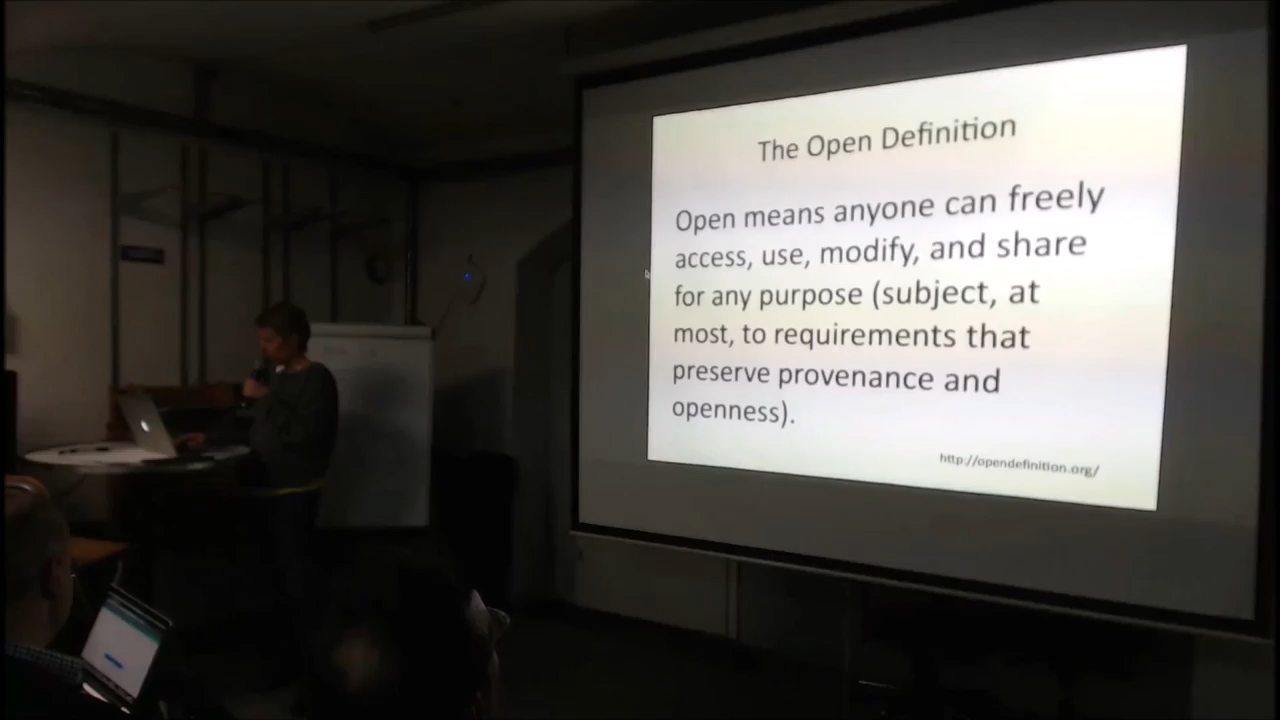 The Open Definition
Open means anyone can freely
access, use, modify, and share
for any purpose (subject, at
most, to requirements that
preserve provenance and
openness).
http://opendefinition.org/